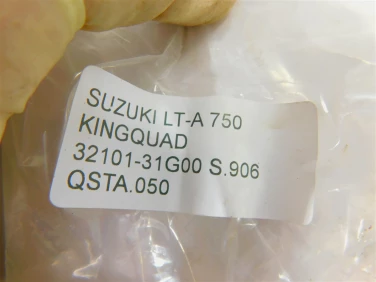 SUZUKI LT-A 750
KINGQUAD
32101-31G00 S.906
QSTA.050